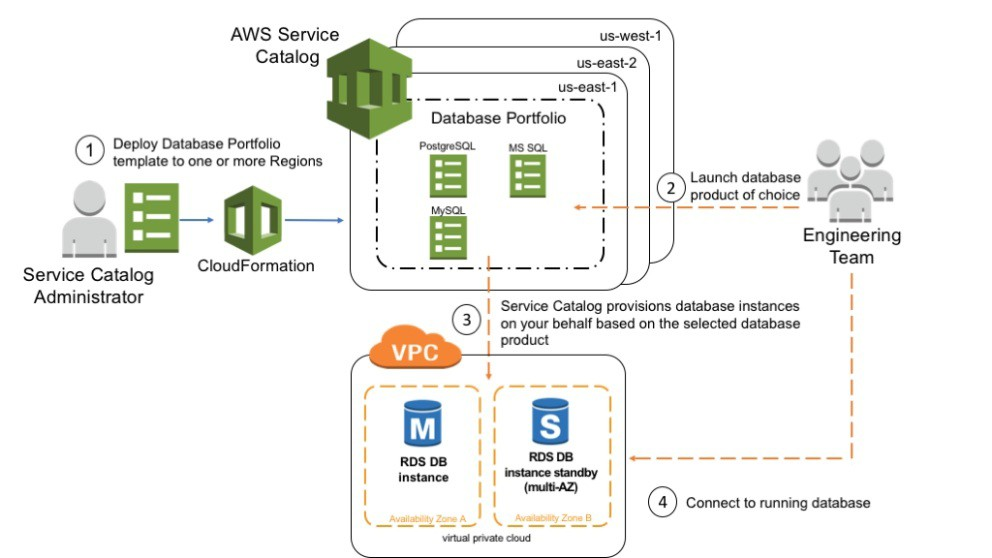 AWS Service
Catalog
us-west-1
us-east-2
us-east-1
Database Portfolio
PostgreSQL
MS SQL
MySQL
1
Deploy Database Portfolio
template to one or more Regions
Service Catalog
Administrator
CloudFormation
2
Launch database
product of choice
Engineering
Team
3
Service Catalog provisions database instances
on your behalf based on the selected database
product
VPC
M
RDS DB
instance
Availability Zone A
S
RDS DB
instance standby
(multi-AZ)
Availability Zone B
virtual private cloud
4
Connect to running database